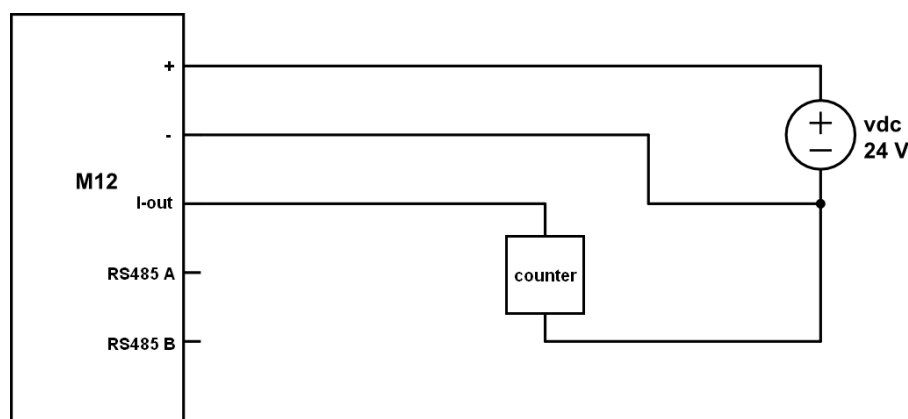 +
-
M12
I-out
RS485 A
RS485 B
counter
+
−
vdc
24 V